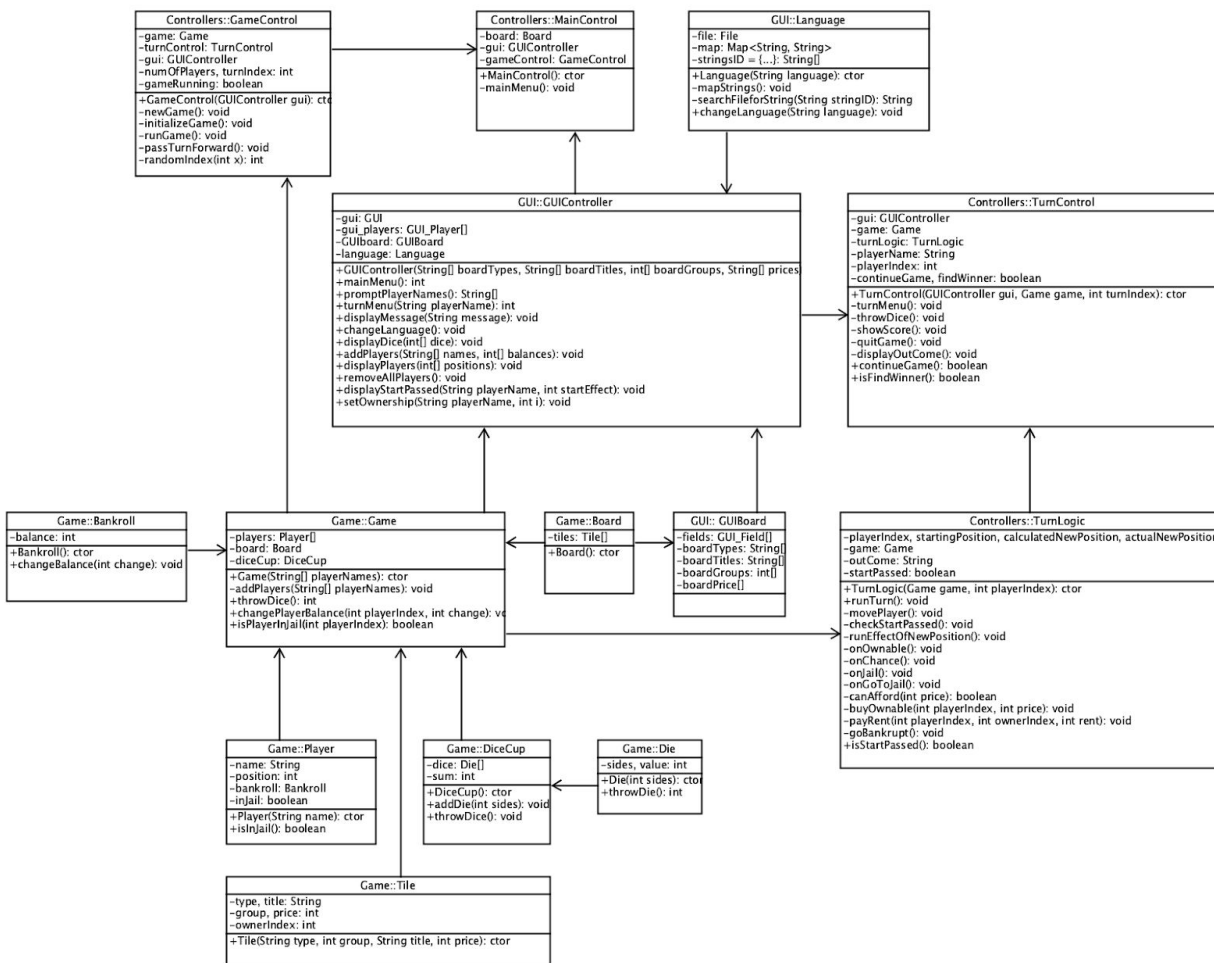 Controllers::GameControl
-game: Game
-turnControl: TurnControl
-gui: GUIController
-numOfPlayers, turnIndex: int
-gameRunning: boolean
+GameControl(GUIController gui): cto
-newGame(): void
-initializeGame(): void
-runGame(): void
-passTurnForward(): void
-randomIndex(int x): int
Controllers::MainControl
-board: Board
-gui: GUIController
-gameControl: GameControl
+MainControl(): ctor
-mainMenu(): void
GUI::Language
-file: File
-map: Map<String, String>
-stringsID = {...}: String[]
+Language(String language): ctor
-mapStrings(): void
-searchFileforString(String stringID): String
+changeLanguage(String language): void
GUI::GUIController
-gui: GUI
-gui_players: GUI_Player[]
-GUIboard: GUIBoard
-language: Language
+GUIController(String[] boardTypes, String[] boardTitles, int[] boardGroups, String[] prices
+mainMenu(): int
+promptPlayerNames(): String[]
+turnMenu(String playerName): int
+displayMessage(String message): void
+changeLanguage(): void
+displayDice(int[] dice): void
+addPlayers(String[] names, int[] balances): void
+displayPlayers(int[] positions): void
+removeAllPlayers(): void
+displayStartPassed(String playerName, int startEffect): void
+setOwnership(String playerName, int i): void
Controllers::TurnControl
-gui: GUIController
-game: Game
-turnLogic: TurnLogic
-playerName: String
-playerIndex: int
-continueGame, findWinner: boolean
+TurnControl(GUIController gui, Game game, int turnIndex): ctor
-turnMenu(): void
-throwDice(): void
-showScore(): void
-quitGame(): void
-displayOutCome(): void
+continueGame(): boolean
+isFindWinner(): boolean
Game::Bankroll
-balance: int
+Bankroll(): ctor
+changeBalance(int change): void
Game::Game
-players: Player[]
-board: Board
-diceCup: DiceCup
+Game(String[] playerNames): ctor
-addPlayers(String[] playerNames): void
+throwDice(): int
+changePlayerBalance(int playerIndex, int change): vo
+isPlayerInJail(int playerIndex): boolean
Game::Board
-tiles: Tile[]
+Board(): ctor
GUI:: GUIBoard
-fields: GUI_Field[]
-boardTypes: String[]
-boardTitles: String[]
-boardGroups: int[]
-boardPrice[]
Controllers::TurnLogic
-playerIndex, startingPosition, calculatedNewPosition, actualNewPosition
-game: Game
-outCome: String
-startPassed: boolean
+TurnLogic(Game game, int playerIndex): ctor
+runTurn(): void
-movePlayer(): void
-checkStartPassed(): void
-runEffectOfNewPosition(): void
-onOwnable(): void
-onChance(): void
-onJail(): void
-onGoToJail(): void
-canAfford(int price): boolean
-buyOwnable(int playerIndex, int price): void
-payRent(int playerIndex, int ownerIndex, int rent): void
-goBankrupt(): void
+isStartPassed(): boolean
Game::Player
-name: String
-position: int
-bankroll: Bankroll
-inJail: boolean
+Player(String name): ctor
+isInJail(): boolean
Game::DiceCup
-dice: Die[]
-sum: int
+DiceCup(): ctor
+addDie(int sides): void
+throwDice(): void
Game::Die
-sides, value: int
+Die(int sides): ctor
+throwDie(): int
Game::Tile
-type, title: String
-group, price: int
-ownerIndex: int
+Tile(String type, int group, String title, int price): ctor